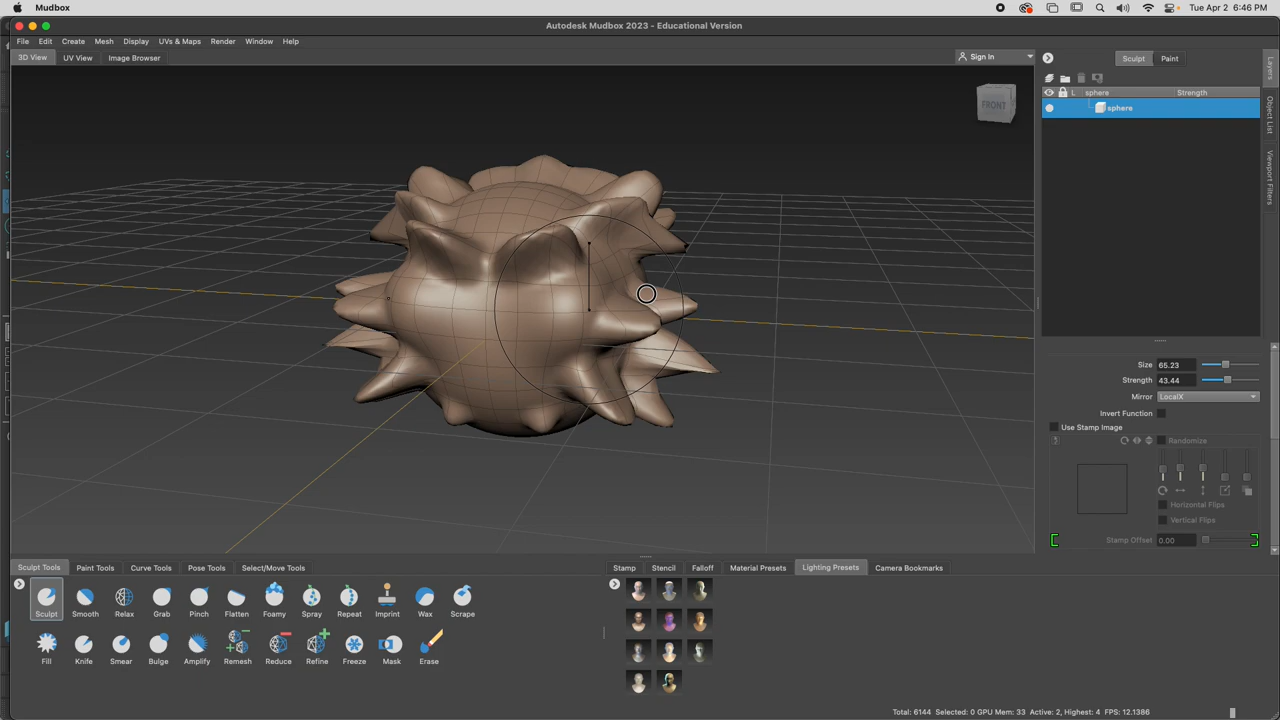 Mudbox
Tue Apr 2 6:46 PM
Autodesk Mudbox 2023 - Educational Version
File Edit Create Mesh Display UVs & Maps Render Window Help
3D View UV View Image Browser
Sign In
Sculpt Paint
L sphere Strength
sphere
Layers
Object List
Viewport Filters
FRONT
Size 65.23
Strength 43.44
Mirror LocalX
Invert Function
Use Stamp Image
Randomize
Horizontal Flips
Vertical Flips
Stamp Offset 0.00
Sculpt Tools Paint Tools Curve Tools Pose Tools Select/Move Tools
Stamp Stencil Falloff Material Presets Lighting Presets Camera Bookmarks
Sculpt Smooth Relax Grab Pinch Flatten Foamy Spray Repeat Imprint Wax Scrape
Fill Knife Smear Bulge Amplify Remesh Reduce Refine Freeze Mask Erase
Total: 6144 Selected: 0 GPU Mem: 33 Active: 2, Highest: 4 FPS: 12.1386